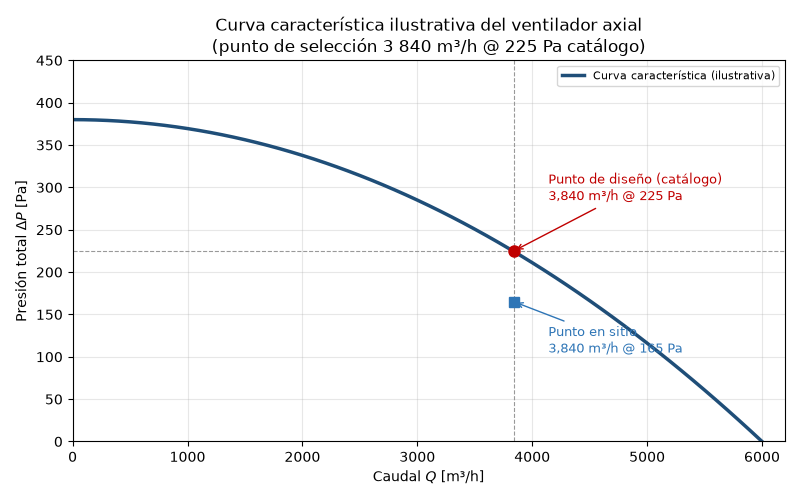 Curva característica ilustrativa del ventilador axial
(punto de selección 3 840 m³/h @ 225 Pa catálogo)
Curva característica (ilustrativa)
Presión total ΔP [Pa]
450
400
350
300
250
200
150
100
50
0
Punto de diseño (catálogo)
3,840 m³/h @ 225 Pa
Punto en sitio
3,840 m³/h @ 165 Pa
0
1000
2000
3000
4000
5000
6000
Caudal Q [m³/h]